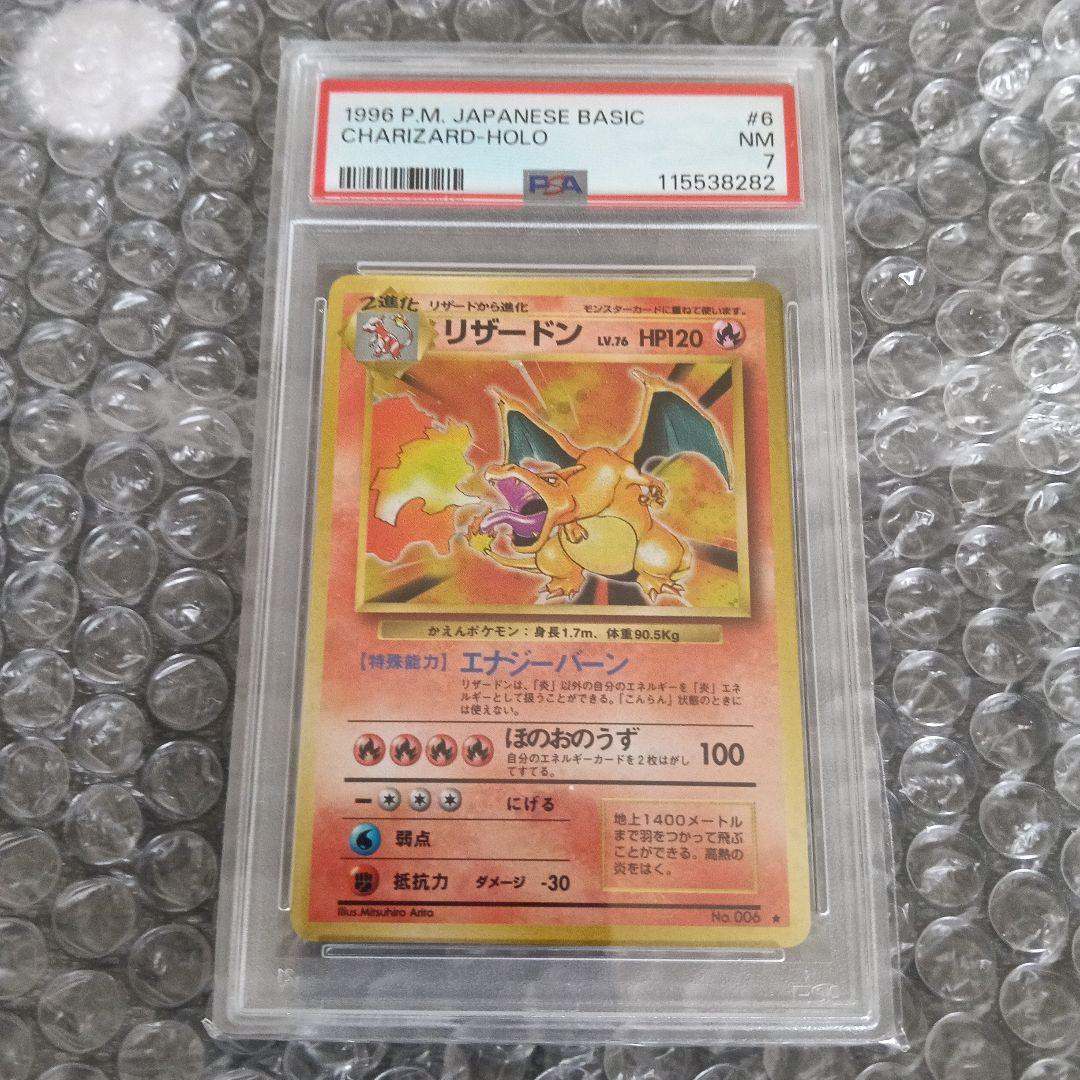 1996 P.M. JAPANESE BASIC #6
CHARIZARD-HOLO NM
7
PSA 115538282
2進化 リザードから進化 モンスターカードに重ねて使います。
リザードン LV.76 HP120
かえんポケモン：身長1.7m、体重90.5Kg
【特殊能力】エナジーバーン
リザードンは、「炎」以外の自分のエネルギーを「炎」エネ
ルギーとして扱うことができる。「こんらん」状態のときに
は使えない。
ほのおのうず 100
自分のエネルギーカードを2枚はがし
てすてる。
にげる
弱点
抵抗力 ダメージ -30
地上1400メートル
まで羽をつかって飛ぶ
ことができる。高熱の
炎をはく。
Illus.Mitsuhiro Arita No.006